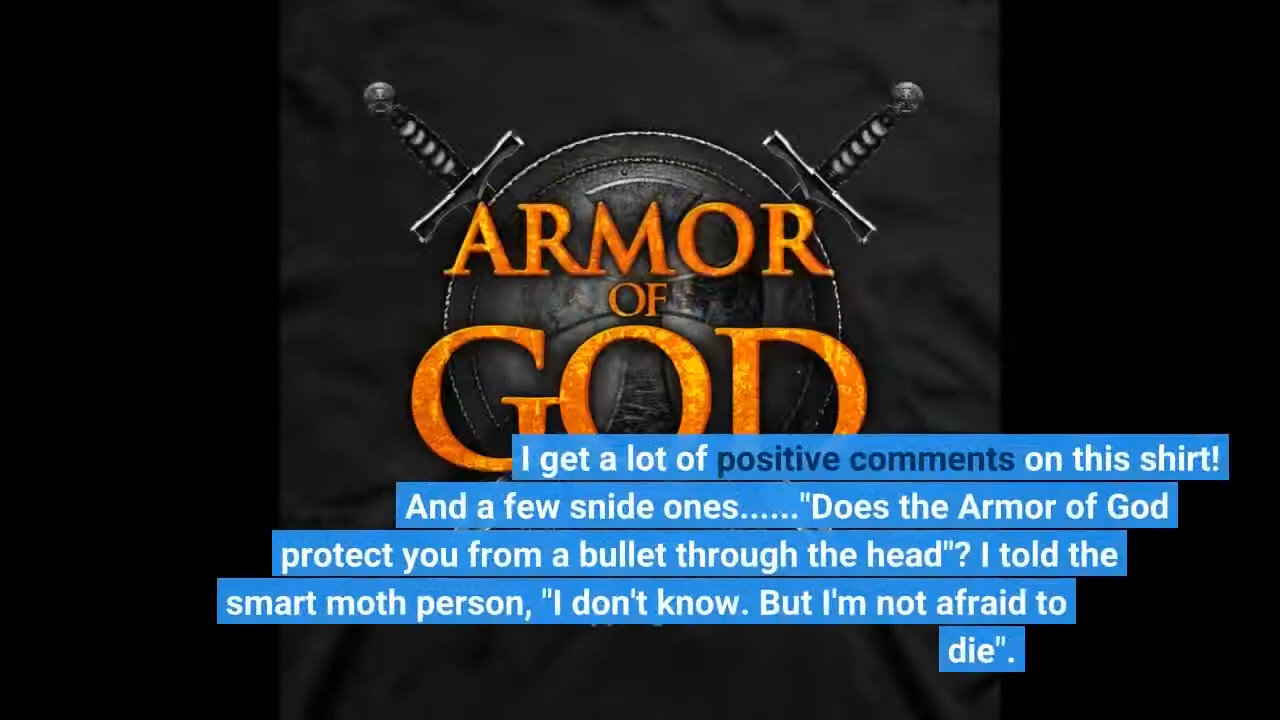 ARMOR
OF
GOD
I get a lot of positive comments on this shirt!
And a few snide ones......"Does the Armor of God
protect you from a bullet through the head"? I told the
smart moth person, "I don't know. But I'm not afraid to
die".